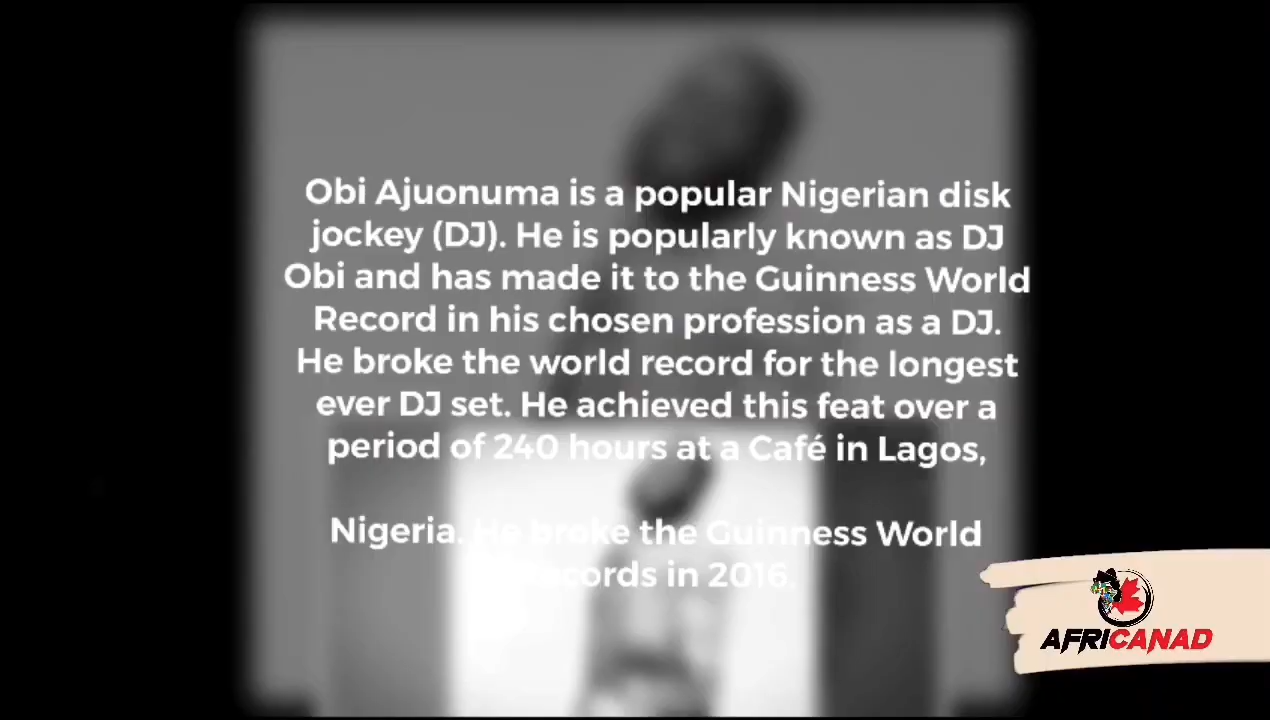 Obi Ajuonuma is a popular Nigerian disk
jockey (DJ). He is popularly known as DJ
Obi and has made it to the Guinness World
Record in his chosen profession as a DJ.
He broke the world record for the longest
ever DJ set. He achieved this feat over a
period of 240 hours at a Café in Lagos,
Nigeria. He broke the Guinness World
Records in 2016.
AFRICANAD